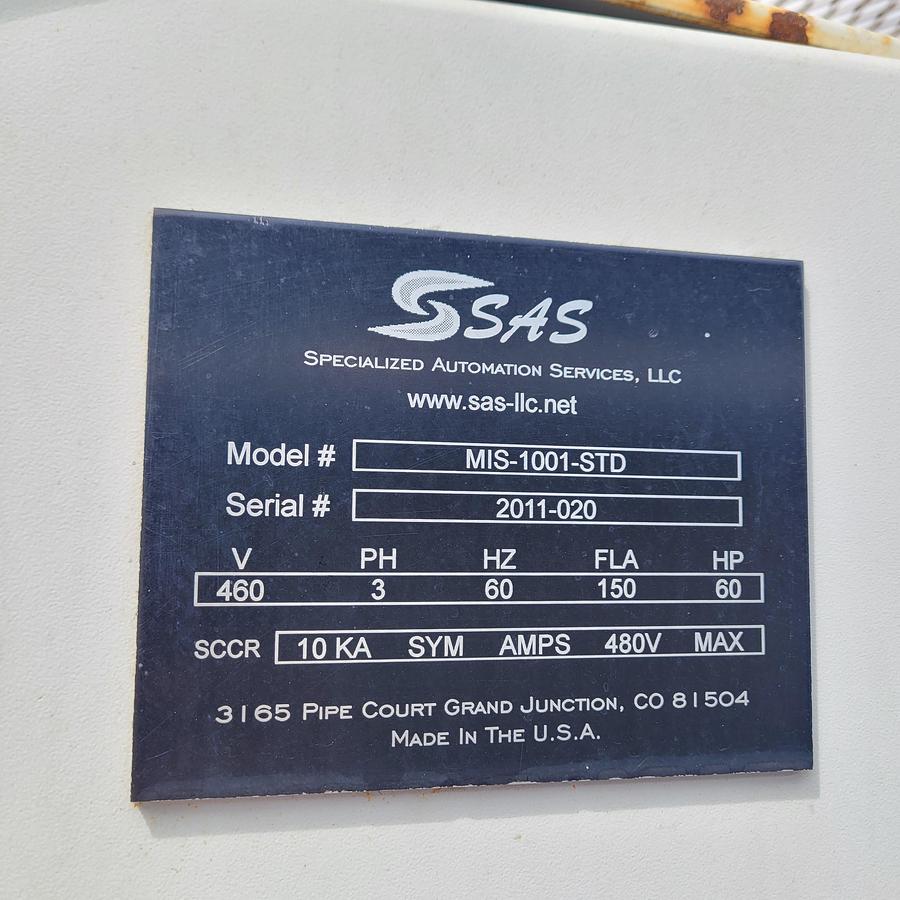 SAS
Specialized Automation Services, LLC
www.sas-llc.net
Model # MIS-1001-STD
Serial # 2011-020
V PH HZ FLA HP
460 3 60 150 60
SCCR 10 KA SYM AMPS 480V MAX
3165 Pipe Court Grand Junction, CO 81504
Made In The U.S.A.